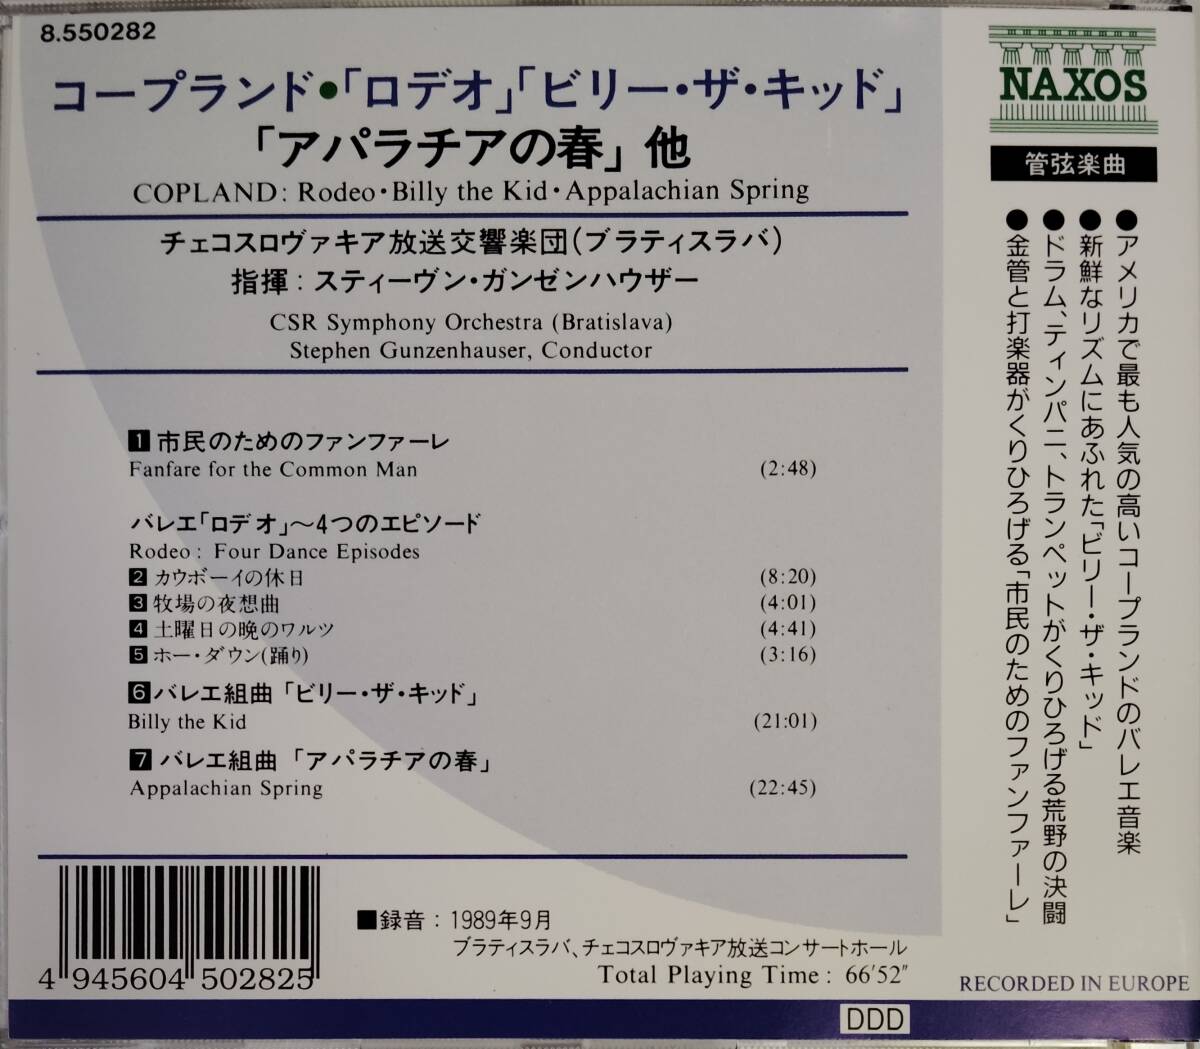 8.550282
コープランド•「ロデオ」「ビリー・ザ・キッド」
「アパラチアの春」他
COPLAND: Rodeo・Billy the Kid・Appalachian Spring
チェコスロヴァキア放送交響楽団(ブラティスラバ)
指揮：スティーヴン・ガンゼンハウザー
CSR Symphony Orchestra (Bratislava)
Stephen Gunzenhauser, Conductor
1 市民のためのファンファーレ
Fanfare for the Common Man (2:48)
バレエ「ロデオ」〜4つのエピソード
Rodeo: Four Dance Episodes
2 カウボーイの休日 (8:20)
3 牧場の夜想曲 (4:01)
4 土曜日の晩のワルツ (4:41)
5 ホー・ダウン(踊り) (3:16)
6 バレエ組曲「ビリー・ザ・キッド」
Billy the Kid (21:01)
7 バレエ組曲「アパラチアの春」
Appalachian Spring (22:45)
4 945604 502825
■録音：1989年9月
ブラティスラバ、チェコスロヴァキア放送コンサートホール
Total Playing Time: 66'52"
DDD
NAXOS
管弦楽曲
●アメリカで最も人気の高いコープランドのバレエ音楽
●新鮮なリズムにあふれた「ビリー・ザ・キッド」
●ドラム、ティンパニ、トランペットがくりひろげる荒野の決闘
●金管と打楽器がくりひろげる「市民のためのファンファーレ」
RECORDED IN EUROPE